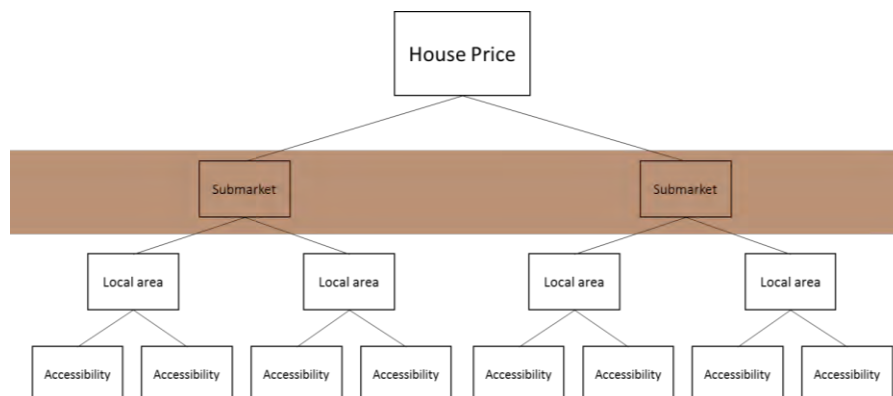 House Price
Submarket
Submarket
Local area
Local area
Local area
Local area
Accessibility
Accessibility
Accessibility
Accessibility
Accessibility
Accessibility
Accessibility
Accessibility